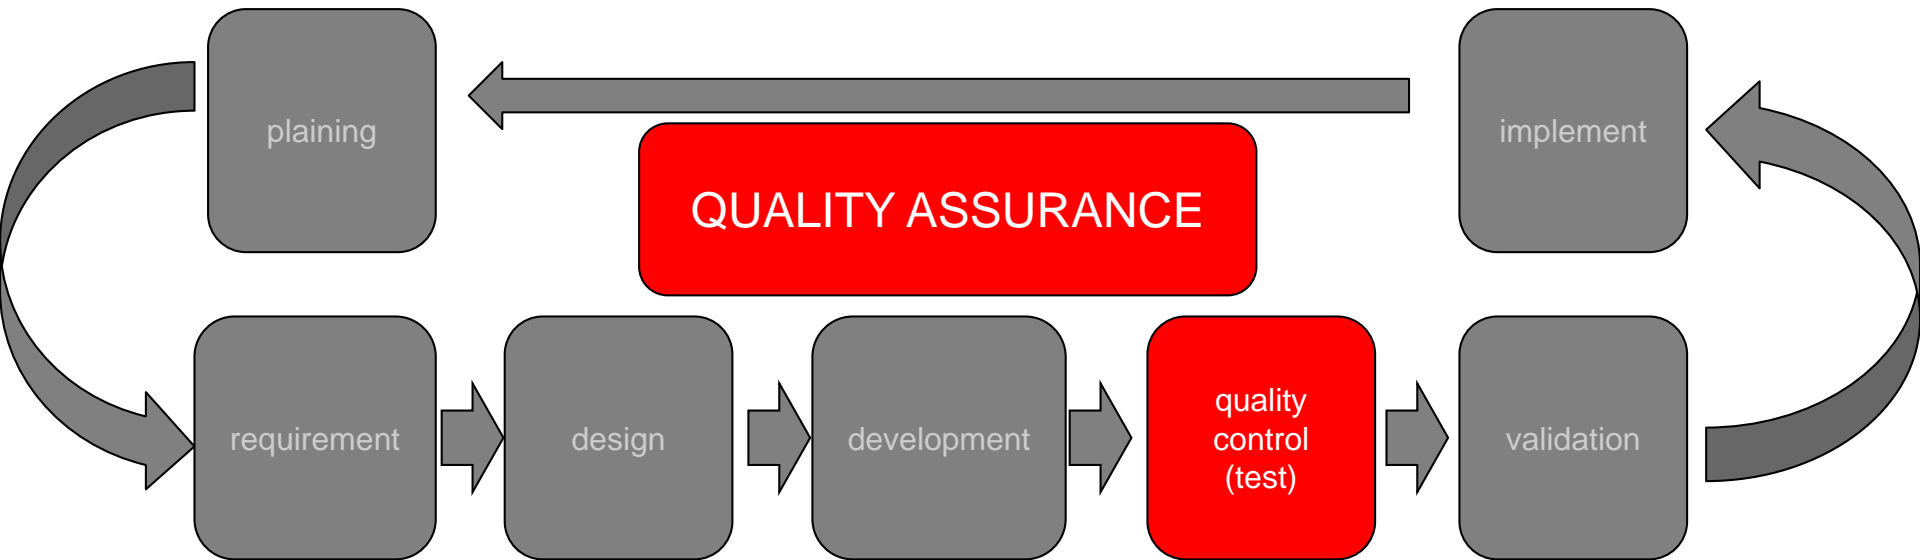 plaining
implement
QUALITY ASSURANCE
requirement
design
development
quality
control
(test)
validation